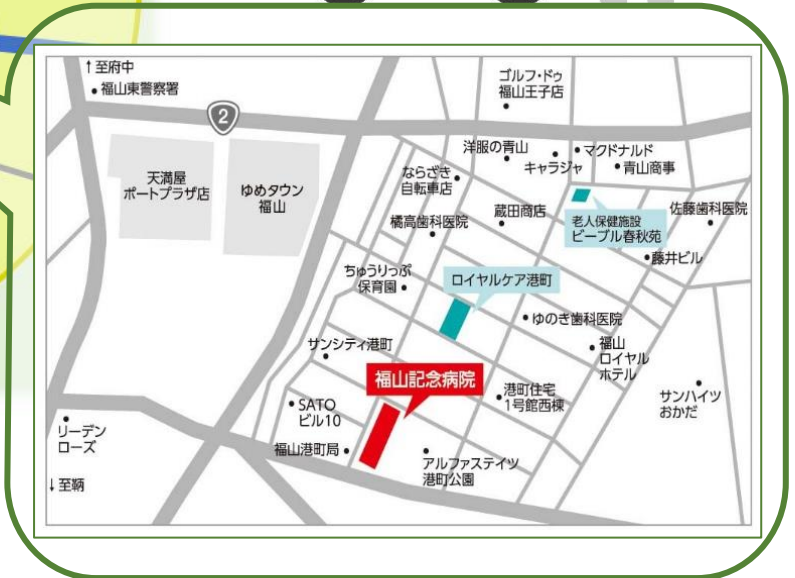 ↑至府中
・福山東警察署
2
ゴルフ・ドゥ
福山王子店
洋服の青山
キャラジャ
・マクドナルド
・青山商事
天満屋
ポートプラザ店
ゆめタウン
福山
ならざき
自転車店
橘高歯科医院
蔵田商店
老人保健施設
ビーブル春秋苑
佐藤歯科医院
・藤井ビル
ちゅうりっぷ
保育園・
ロイヤルケア港町
・ゆのき歯科医院
サンシティ港町
・福山
ロイヤル
ホテル
福山記念病院
・港町住宅
1号館西棟
サンハイツ
おかだ
・SATO
ビル10
リーデン
ローズ
福山港町局・
アルファステイツ
港町公園
↓至鞆